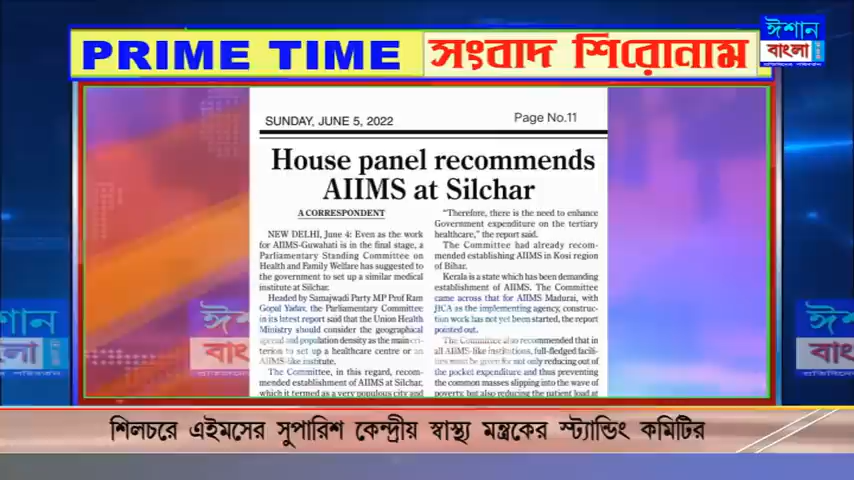 PRIME TIME
সংবাদ শিরোনাম
ঈশান
বাংলা
SUNDAY, JUNE 5, 2022
Page No.11
House panel recommends
AIIMS at Silchar
A CORRESPONDENT
NEW DELHI, June 4: Even as the work
for AIIMS-Guwahati is in the final stage, a
Parliamentary Standing Committee on
Health and Family Welfare has suggested to
the government to set up a similar medical
institute at Silchar.
Headed by Samajwadi Party MP Prof Ram
Gopal Yadav, the Parliamentary Committee
in its latest report said that the Union Health
Ministry should consider the geographical
spread and population density as the main cri-
terion to set up a healthcare centre or an
AIIMS-like institute.
The Committee, in this regard, recom-
mended establishment of AIIMS at Silchar,
which it termed as a very populous city and
"Therefore, there is the need to enhance
Government expenditure on the tertiary
healthcare," the report said.
The Committee had already recom-
mended establishing AIIMS in Kosi region
of Bihar.
Kerala is a state which has been demanding
establishment of AIIMS. The Committee
came across that for AIIMS Madurai, with
JICA as the implementing agency, construc-
tion work has not yet been started, the report
pointed out.
The Committee also recommended that in
all AIIMS-like institutions, full-fledged facili-
ties must be given for not only reducing out of
the pocket expenditure and thus preventing
the common masses slipping into the wave of
poverty, but also reducing the patient load at
ঈশান
বাংলা
ঈশান
বাং
ঈশান
বাংলা
শিলচরে এইমসের সুপারিশ কেন্দ্রীয় স্বাস্থ্য মন্ত্রকের স্ট্যান্ডিং কমিটির